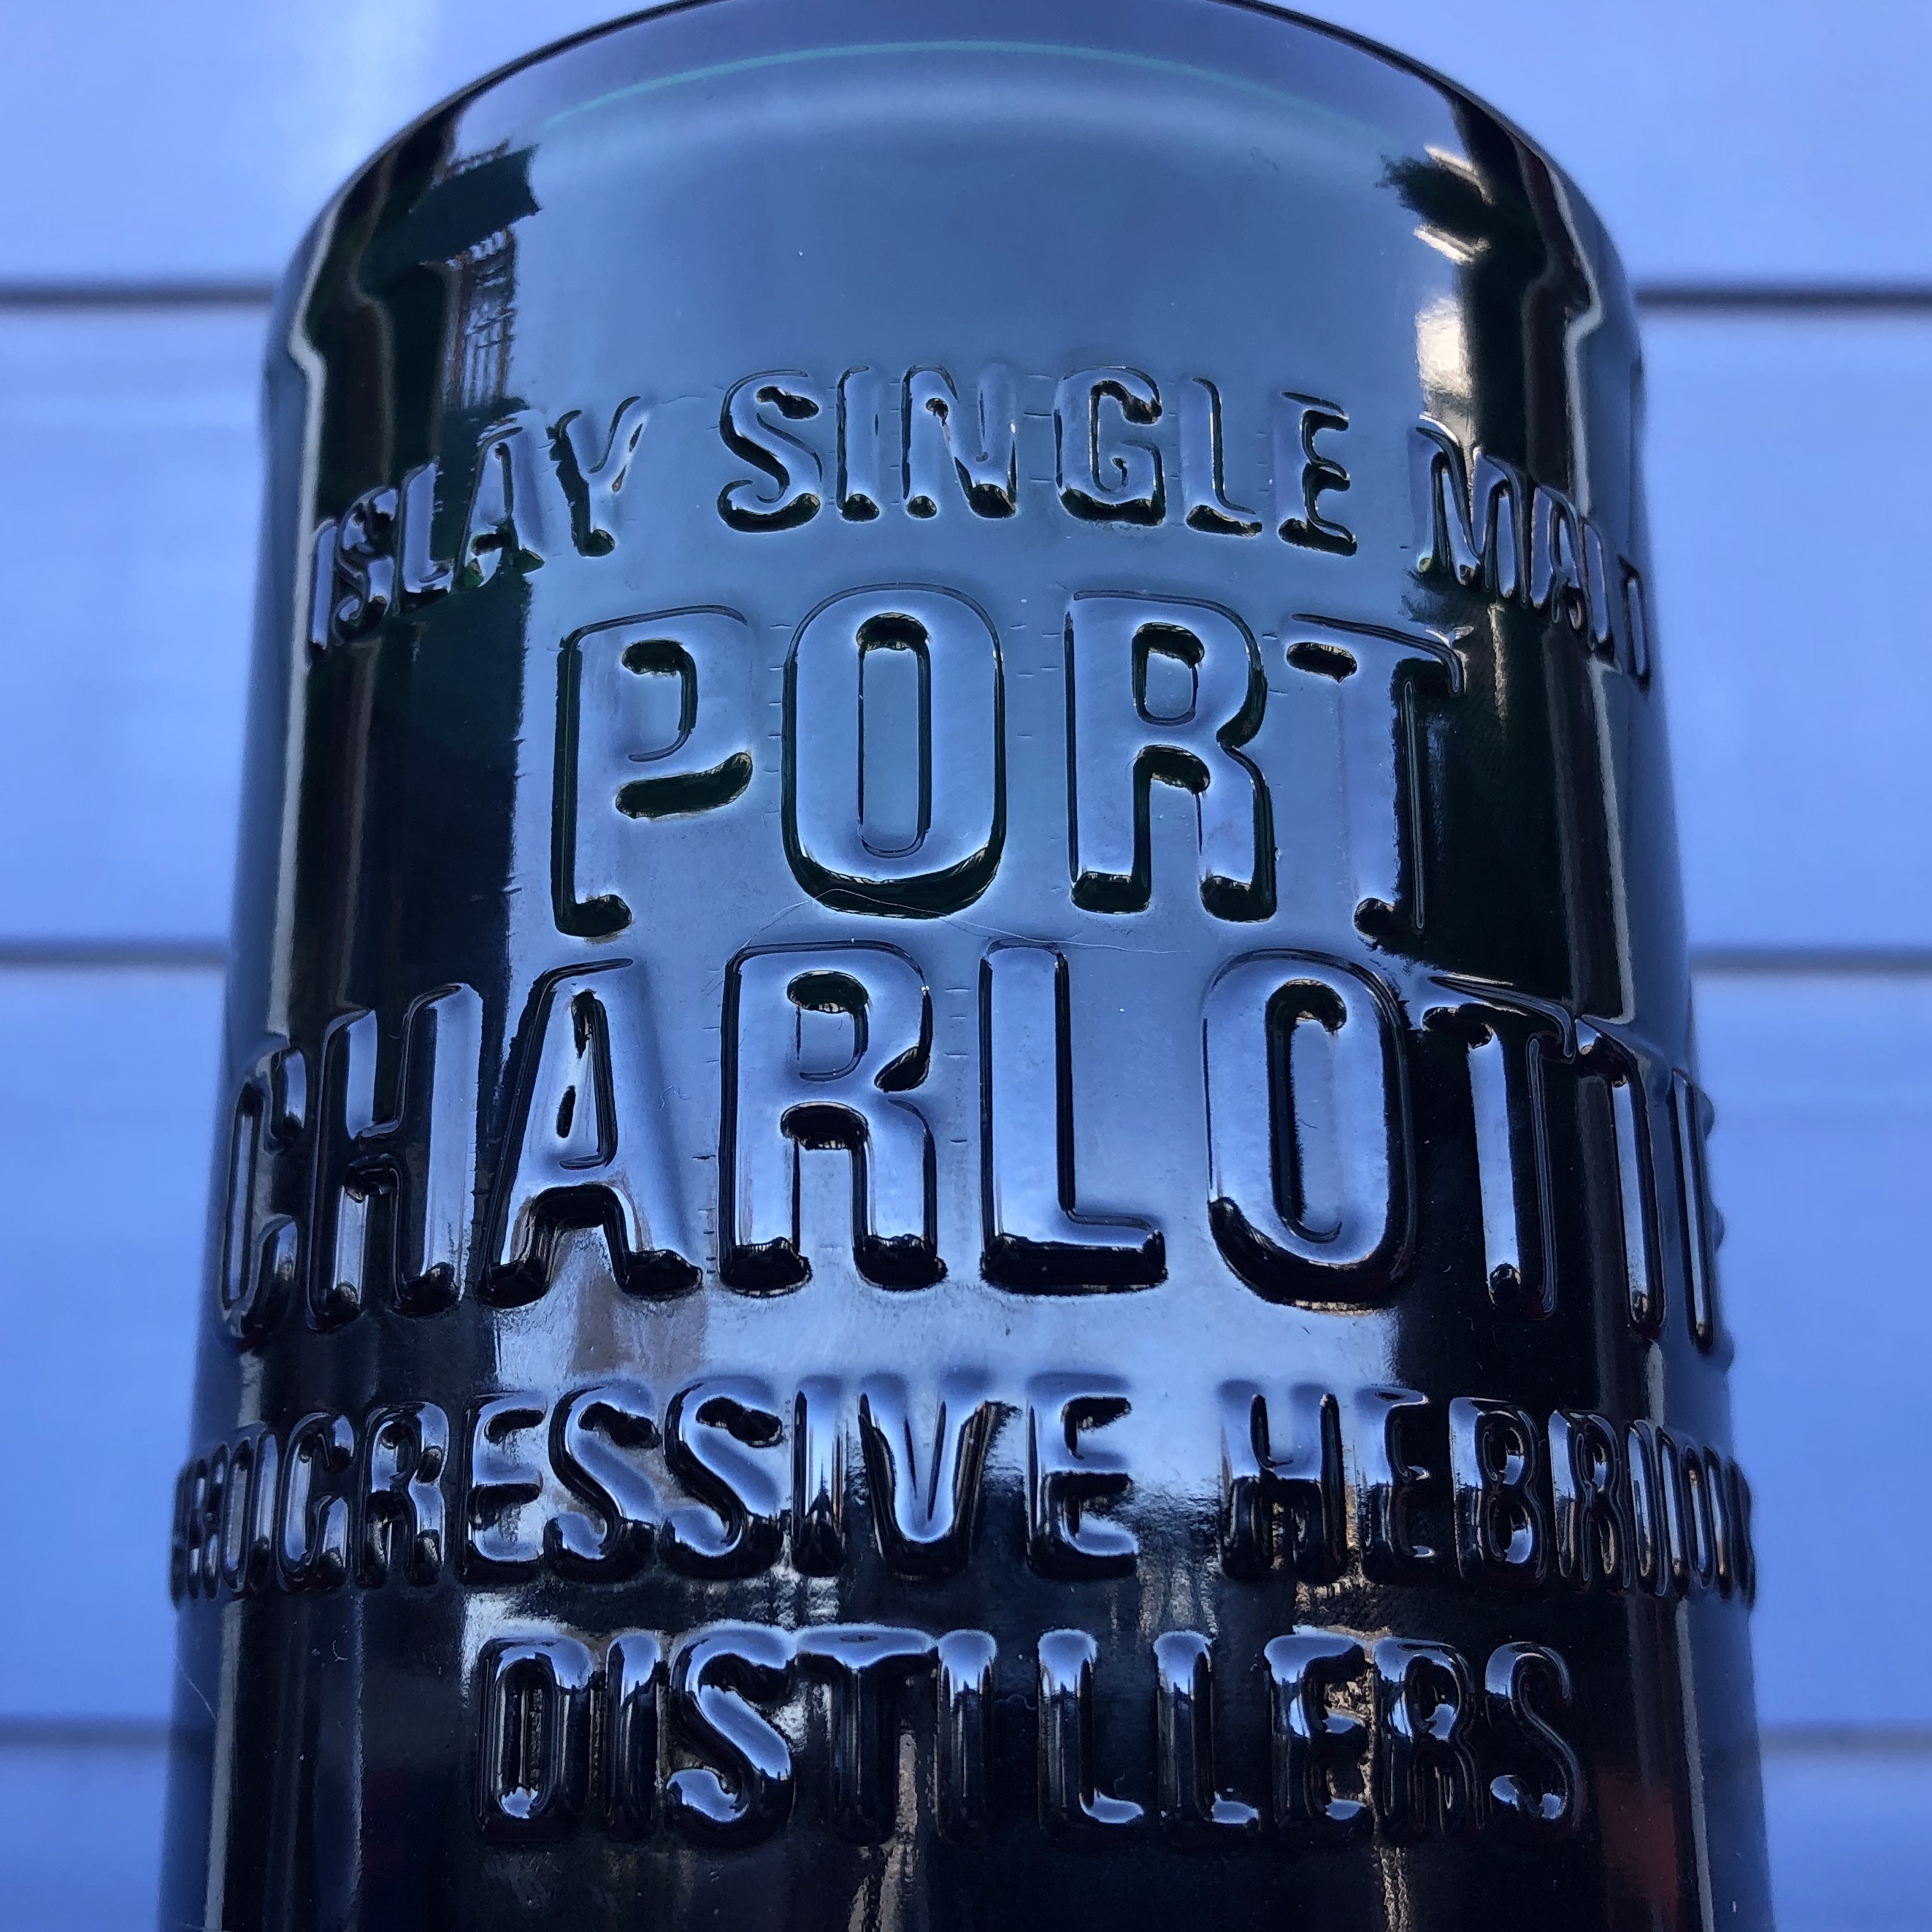 ISLAY SINGLE MALT
PORT
CHARLOTTE
PROGRESSIVE HEBRIDEAN
DISTILLERS